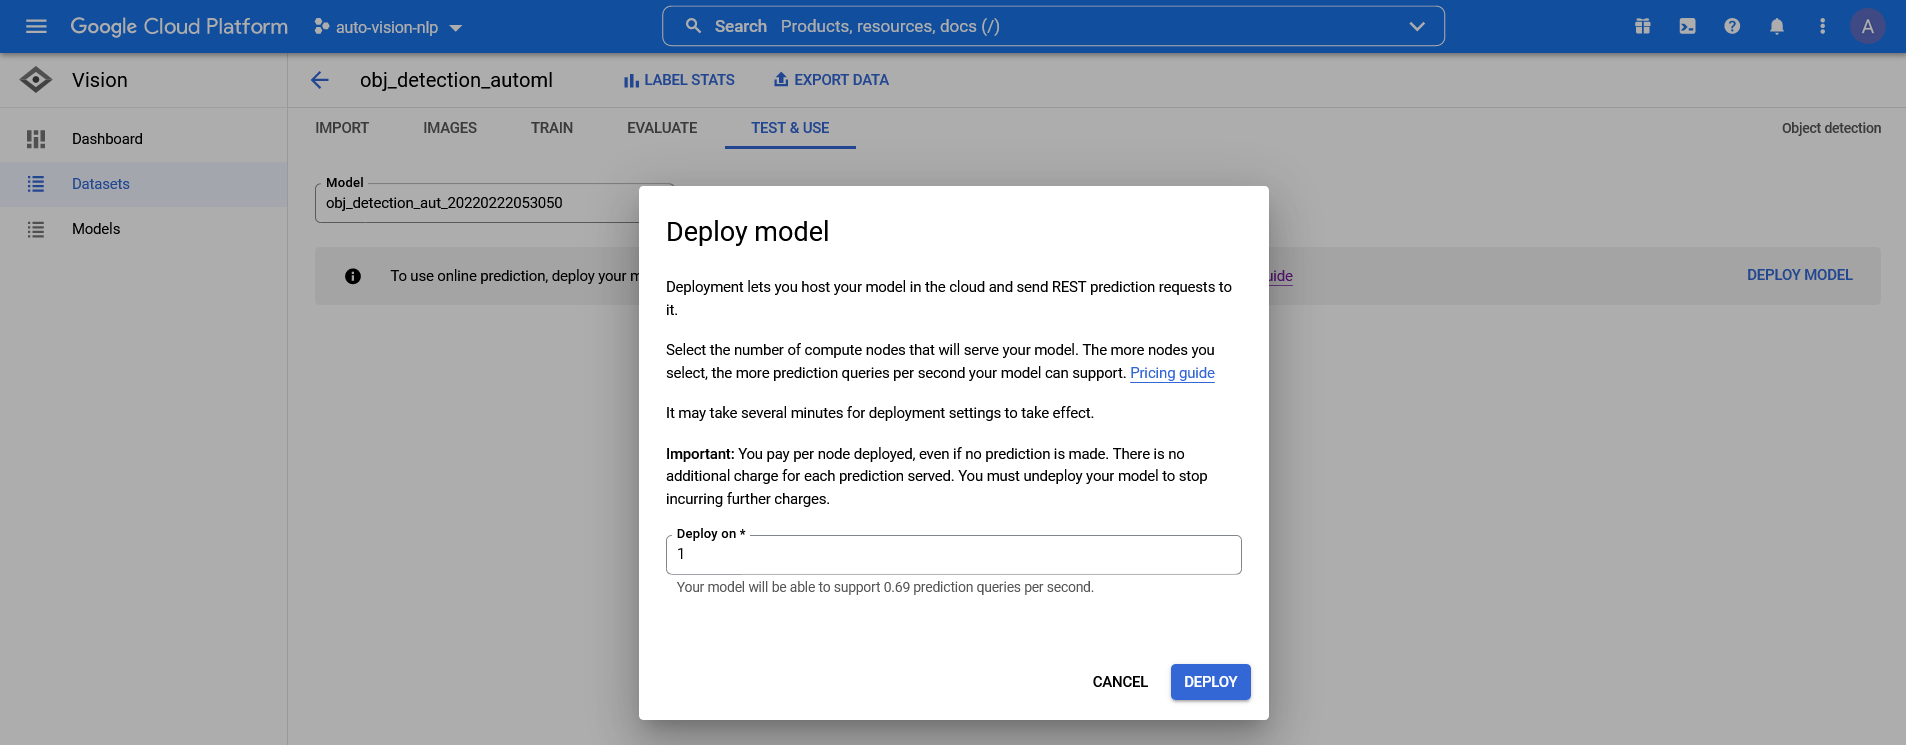 Google Cloud Platform
auto-vision-nlp
Search Products, resources, docs (/)
A
Vision
obj_detection_automl
LABEL STATS
EXPORT DATA
Dashboard
Datasets
Models
IMPORT
IMAGES
TRAIN
EVALUATE
TEST & USE
Object detection
Model
obj_detection_aut_20220222053050
To use online prediction, deploy your
DEPLOY MODEL
Deploy model
Deployment lets you host your model in the cloud and send REST prediction requests to
it.
Select the number of compute nodes that will serve your model. The more nodes you
select, the more prediction queries per second your model can support. Pricing guide
It may take several minutes for deployment settings to take effect.
Important: You pay per node deployed, even if no prediction is made. There is no
additional charge for each prediction served. You must undeploy your model to stop
incurring further charges.
Deploy on *
1
Your model will be able to support 0.69 prediction queries per second.
CANCEL
DEPLOY